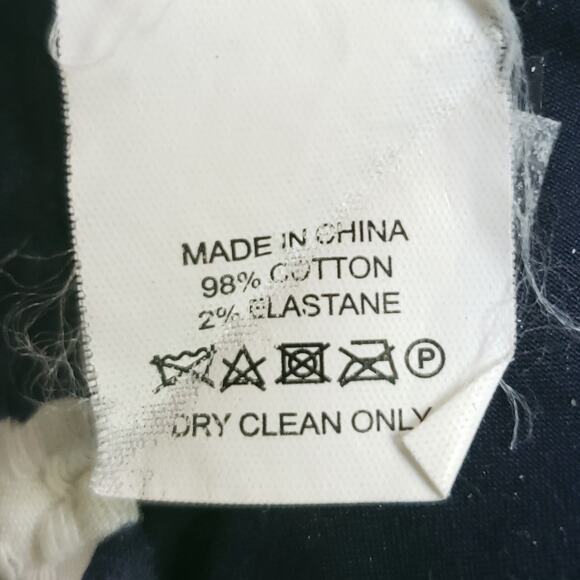 MADE IN CHINA
98% COTTON
2% ELASTANE
P
DRY CLEAN ONLY